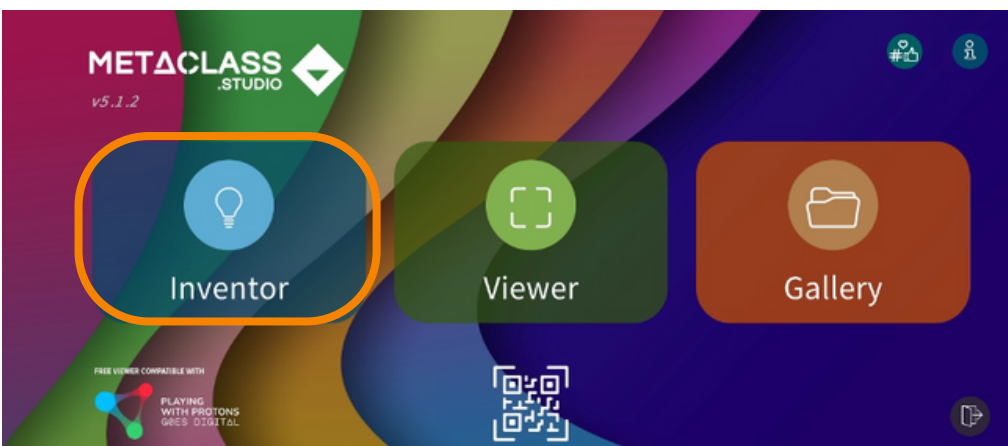 METACLASS
.STUDIO
v5.1.2
#
Inventor
Viewer
Gallery
FREE VIEWER COMPATIBLE WITH
PLAYING
WITH PROTONS
GOES DIGITAL